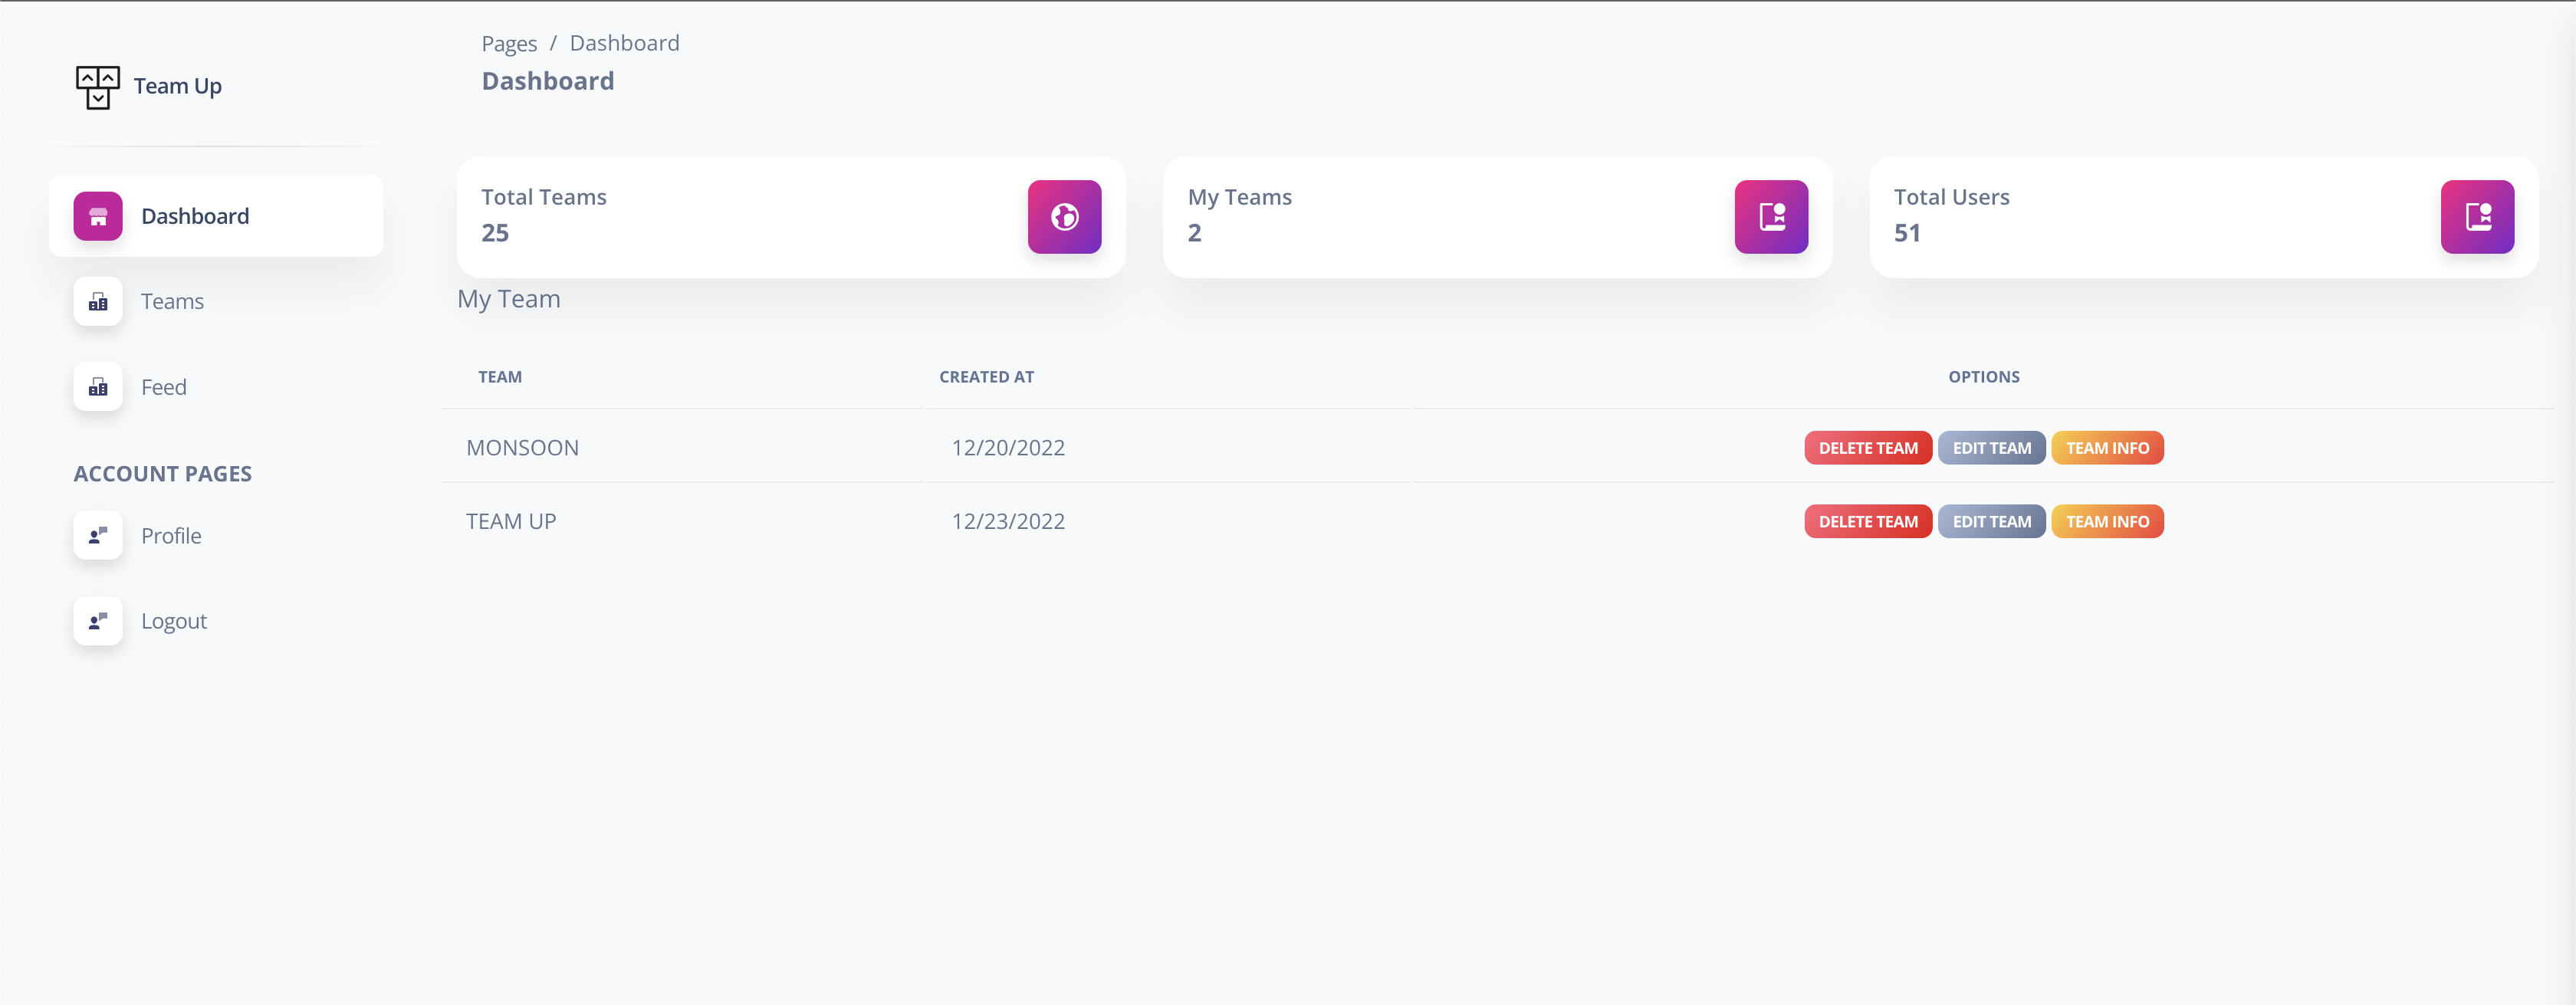 Team Up
Dashboard
Teams
Feed
ACCOUNT PAGES
Profile
Logout
Pages / Dashboard
Dashboard
Total Teams
25
My Teams
2
Total Users
51
My Team
TEAM CREATED AT OPTIONS
MONSOON 12/20/2022 DELETE TEAM EDIT TEAM TEAM INFO
TEAM UP 12/23/2022 DELETE TEAM EDIT TEAM TEAM INFO